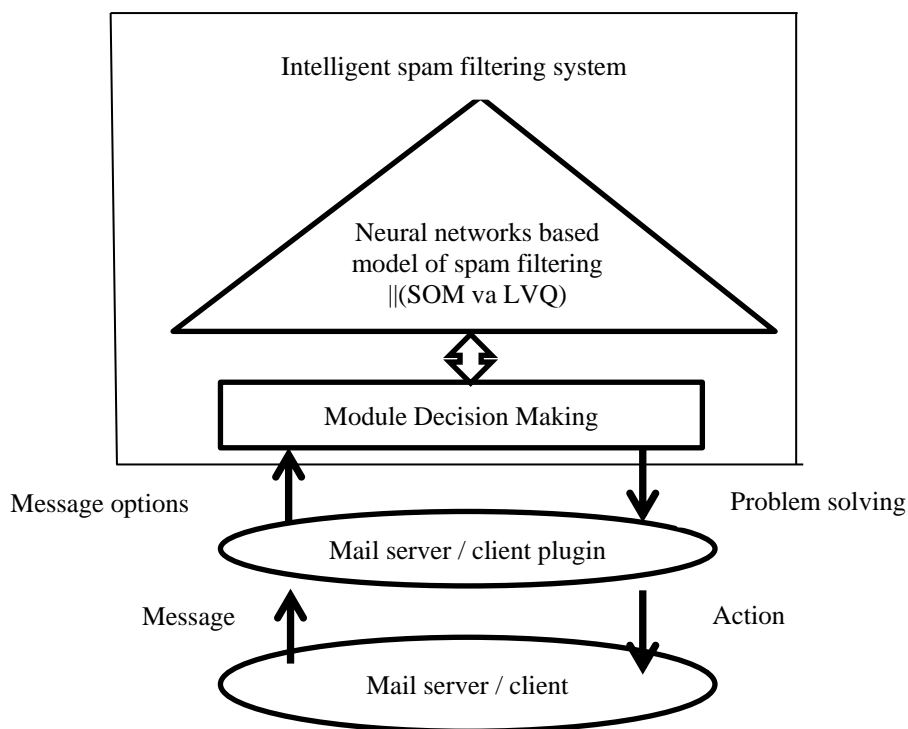 Intelligent spam filtering system
Neural networks based
model of spam filtering
||(SOM va LVQ)
Module Decision Making
Message options
Problem solving
Mail server / client plugin
Message
Action
Mail server / client